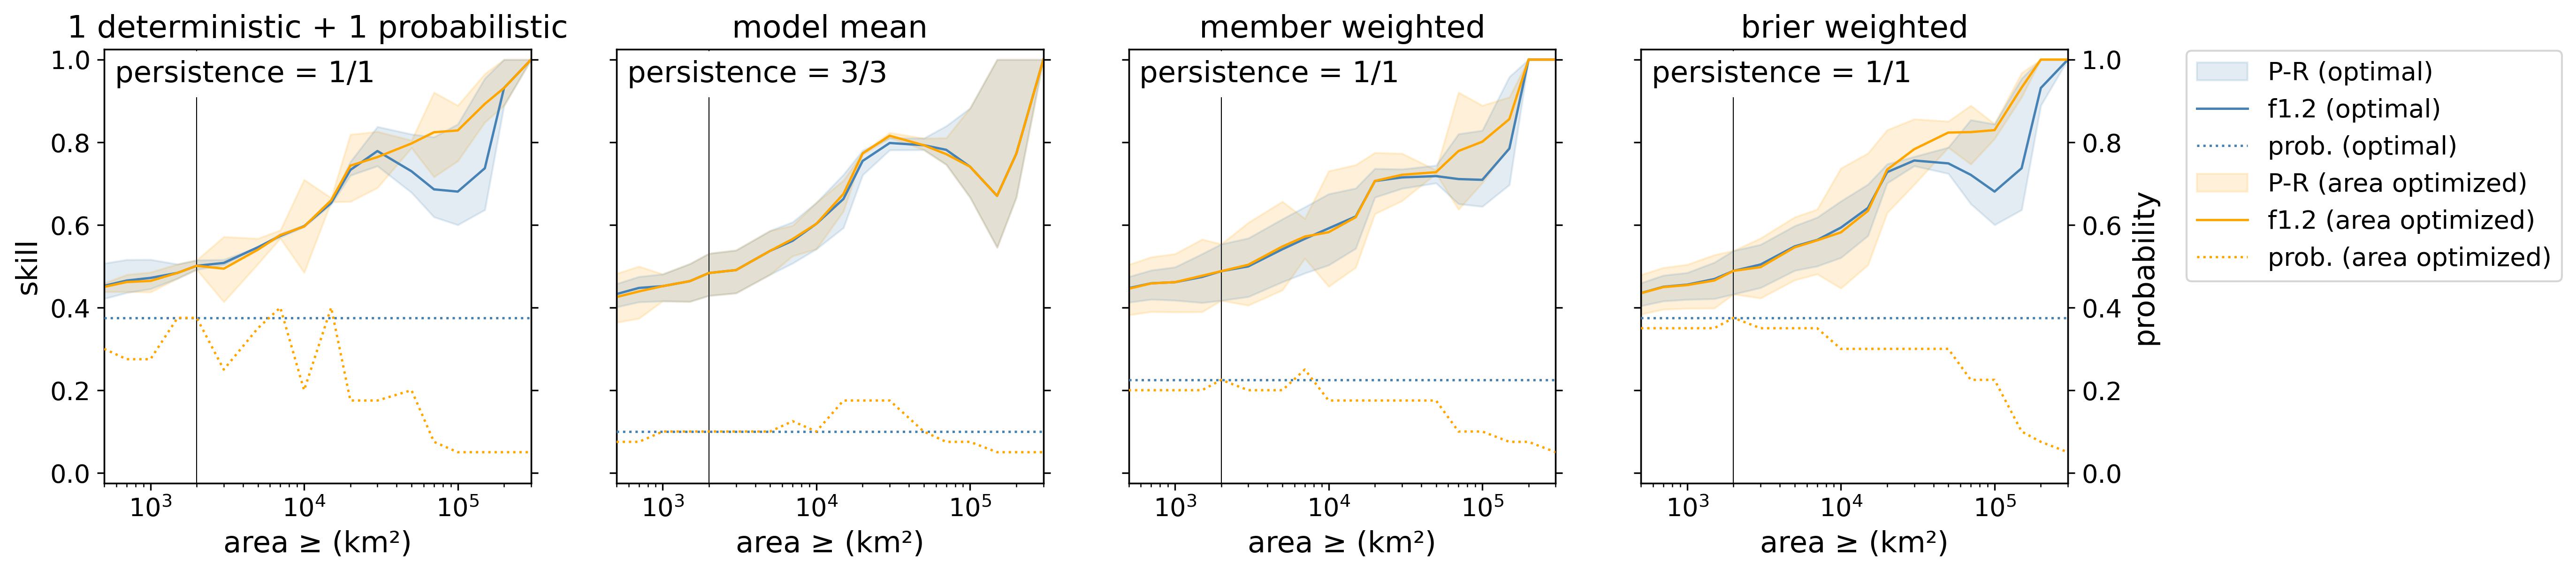 1 deterministic + 1 probabilistic
persistence = 1/1
skill
1.0
0.8
0.6
0.4
0.2
0.0
10³
10⁴
10⁵
area ≥ (km²)
model mean
persistence = 3/3
10³
10⁴
10⁵
area ≥ (km²)
member weighted
persistence = 1/1
10³
10⁴
10⁵
area ≥ (km²)
brier weighted
persistence = 1/1
10³
10⁴
10⁵
area ≥ (km²)
1.0
0.8
0.6
0.4
0.2
0.0
probability
P-R (optimal)
f1.2 (optimal)
prob. (optimal)
P-R (area optimized)
f1.2 (area optimized)
prob. (area optimized)